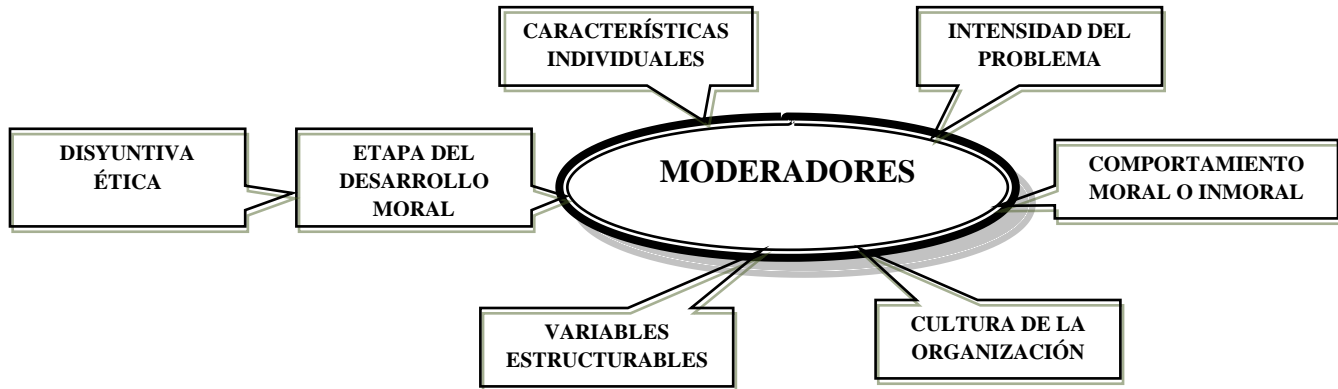 CARACTERÍSTICAS
INDIVIDUALES
INTENSIDAD DEL
PROBLEMA
DISYUNTIVA
ÉTICA
ETAPA DEL
DESARROLLO
MORAL
MODERADORES
COMPORTAMIENTO
MORAL O INMORAL
VARIABLES
ESTRUCTURABLES
CULTURA DE LA
ORGANIZACIÓN